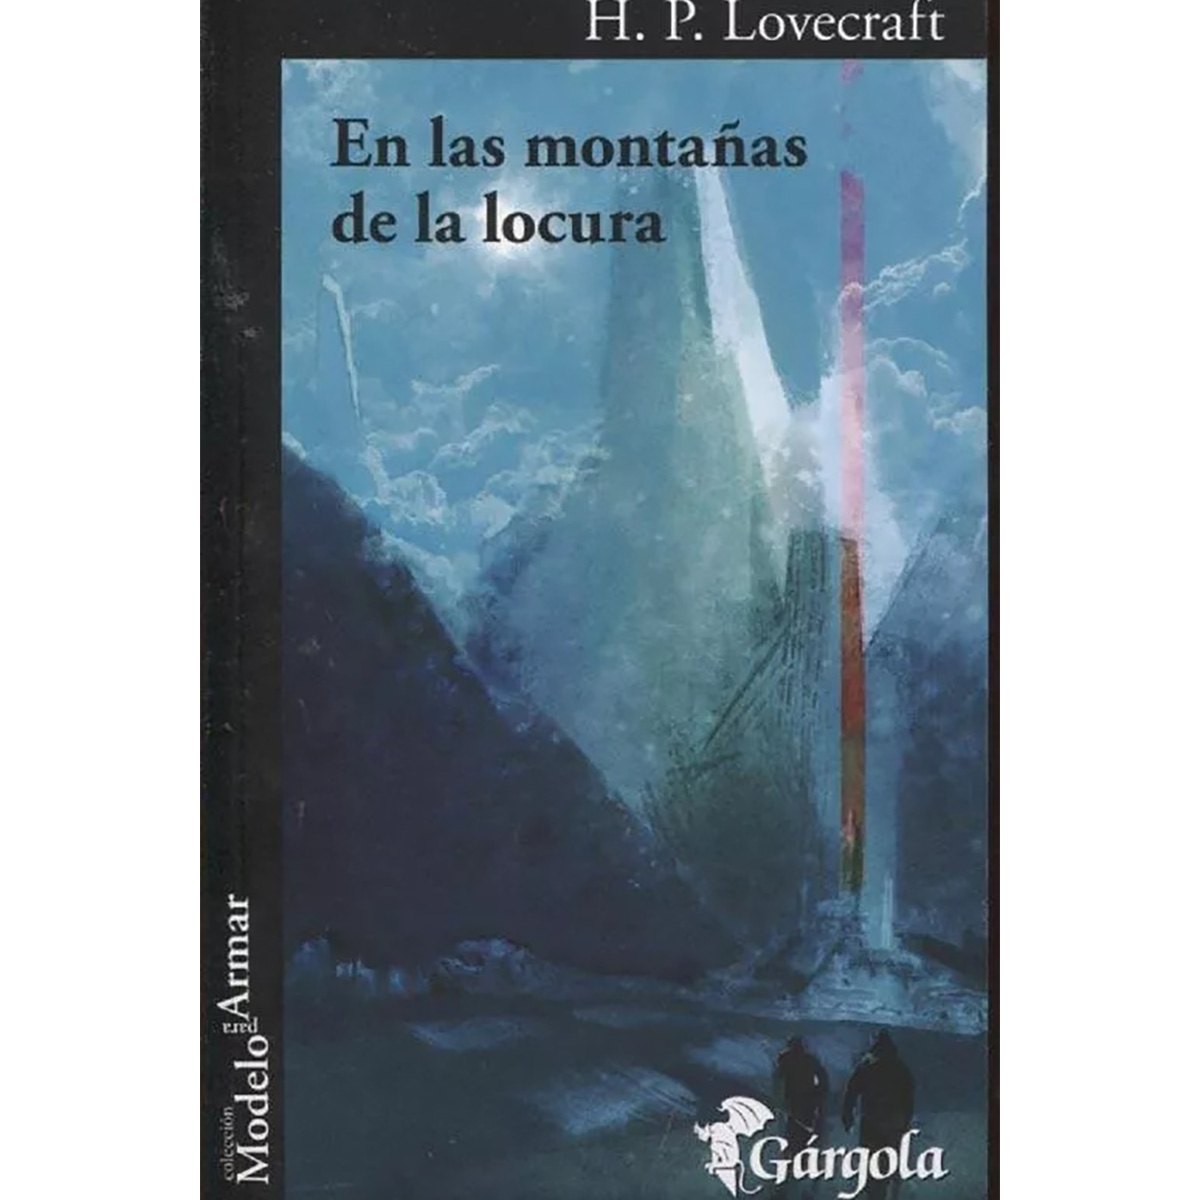 H. P. Lovecraft
En las montañas
de la locura
colección
Modelo para Armar
Gárgola